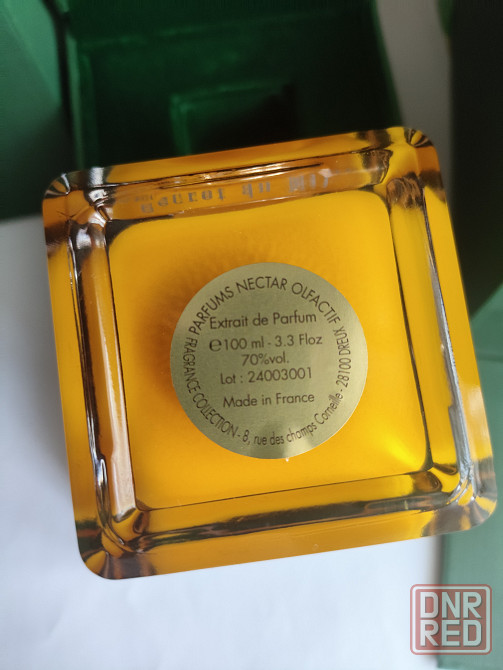 PARFUMS NECTAR OLFACTIF
Extrait de Parfum
℮100 ml - 3.3 Floz
70%vol.
Lot : 24003001
Made in France
FRAGRANCE COLLECTION - 8, rue des champs Corneille - 28100 DREUX
DNR
RED